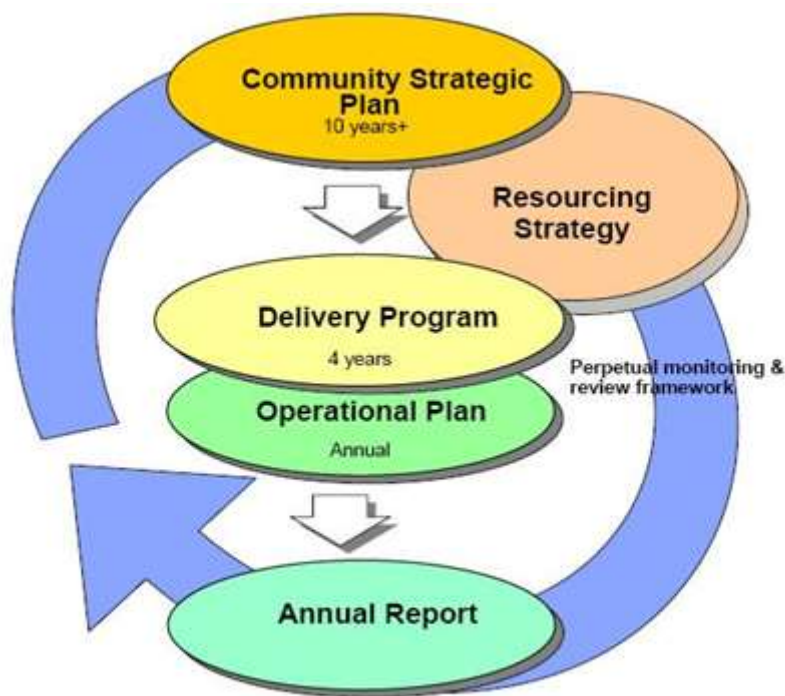 Community Strategic
Plan
10 years+
Resourcing
Strategy
Delivery Program
4 years
Perpetual monitoring &
review framework
Operational Plan
Annual
Annual Report